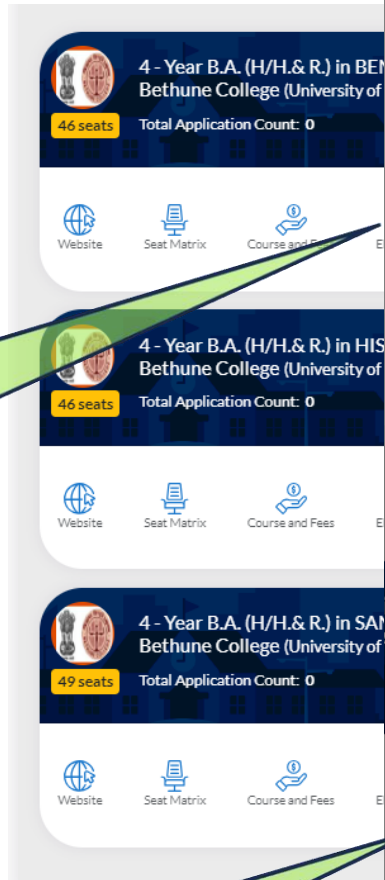 4 - Year B.A. (H/H.& R.) in
Bethune College (University of
46 seats
Total Application Count: 0
Website
Seat Matrix
Course and Fees
4 - Year B.A. (H/H.& R.) in
Bethune College (University of
46 seats
Total Application Count: 0
Website
Seat Matrix
Course and Fees
4 - Year B.A. (H/H.& R.) in
Bethune College (University of
49 seats
Total Application Count: 0
Website
Seat Matrix
Course and Fees